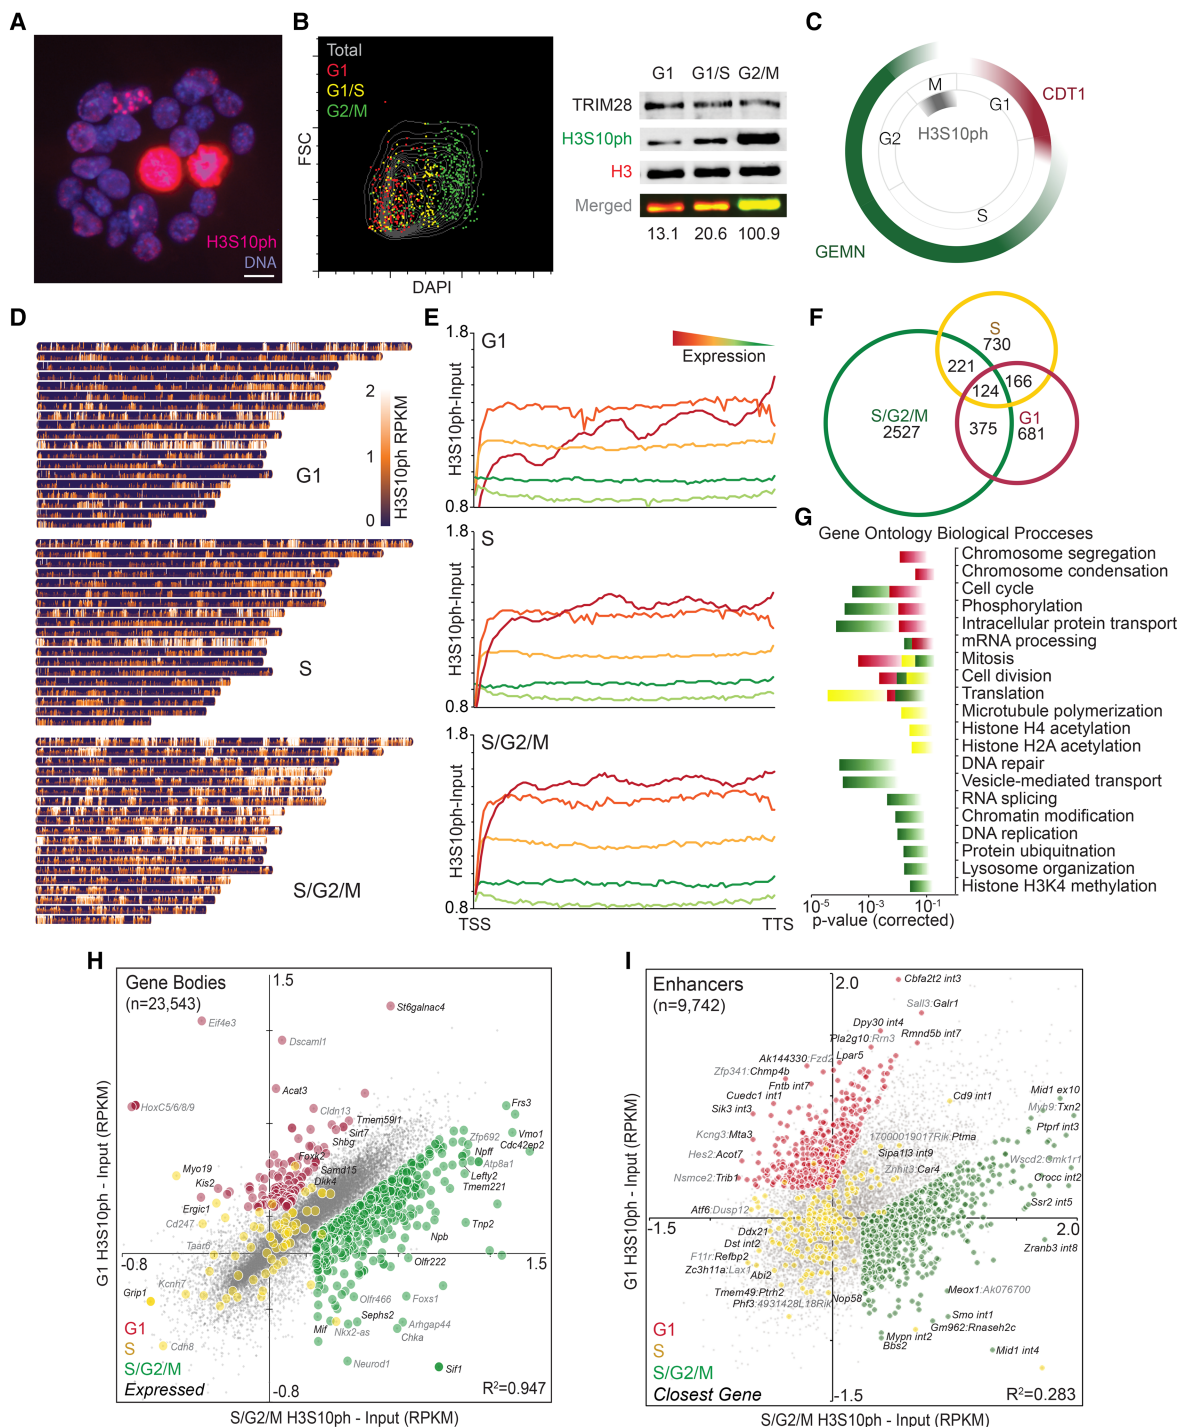 A
H3S10ph
DNA
B
Total
G1
G1/S
G2/M
FSC
DAPI
G1 G1/S G2/M
TRIM28
H3S10ph
H3
Merged
13.1 20.6 100.9
C
M
G1
CDT1
H3S10ph
G2
S
GEMN
D
2
1
0
H3S10ph RPKM
G1
S
S/G2/M
E
1.8
G1
Expression
H3S10ph-Input
0.8
1.8
S
H3S10ph-Input
0.8
1.8
S/G2/M
H3S10ph-Input
0.8
TSS TTS
F
S
730
221
166
124
S/G2/M
2527
G1
375
681
G
Gene Ontology Biological Procceses
Chromosome segregation
Chromosome condensation
Cell cycle
Phosphorylation
Intracellular protein transport
mRNA processing
Mitosis
Cell division
Translation
Microtubule polymerization
Histone H4 acetylation
Histone H2A acetylation
DNA repair
Vesicle-mediated transport
RNA splicing
Chromatin modification
DNA replication
Protein ubiquitnation
Lysosome organization
Histone H3K4 methylation
10-5 10-3 10-1
p-value (corrected)
H
Gene Bodies
(n=23,543)
1.5
St6galnac4
Eif4e3
Dscaml1
Acat3
HoxC5/6/8/9
Cldn13
Tmem59l1
Sirt7
Shbg
Frs3
Zfp692
Vmo1
Cdc42ep2
Npff
Atp8a1
Foxk2
Samd15
Dkk4
Lefty2
Tmem221
Myo19
Kis2
Ergic1
Cd247
Taar6
Tnp2
Npb
Olfr222
-0.8
1.5
Kcnh7
Grip1
Olfr466
Foxs1
Sephs2
Arhgap44
Mif
Nkx2-as
Chka
Cdh8
Neurod1
Sif1
G1
S
S/G2/M
Expressed
-0.8
R2=0.947
G1 H3S10ph - Input (RPKM)
S/G2/M H3S10ph - Input (RPKM)
I
Enhancers
(n=9,742)
2.0
Cbfa2t2 int3
Sall3:Galr1
Dpy30 int4
Pla2g10:Rrn3
Rmnd5b int7
Ak144330:Fzd2
Lpar5
Zfp341:Chmp4b
Fntb int7
Cuedc1 int1
Sik3 int3
Cd9 int1
Mid1 ex10
Myh9:Txn2
Ptprf int3
Kcng3:Mta3
1700001901​7Rik:Ptma
Hes2:Acot7
Sipa1l3 int9
Wscd2:Cmk1r1
Nsmce2:Trib1
Znhit3:Car4
Crocc int2
Atf6:Dusp12
Ssr2 int5
-1.5
2.0
Ddx21
Dst int2
Zranb3 int8
F11r:Refbp2
Zc3h11a:Lax1
Abi2
Tmem49:Ptrh2
Meox1:Ak076700
Phf3:4931428L18Rik
Nop58
Smo int1
Gm962:Rnaseh2c
Mypn int2
Bbs2
Mid1 int4
G1
S
S/G2/M
Closest Gene
-1.5
R2=0.283
G1 H3S10ph - Input (RPKM)
S/G2/M H3S10ph - Input (RPKM)